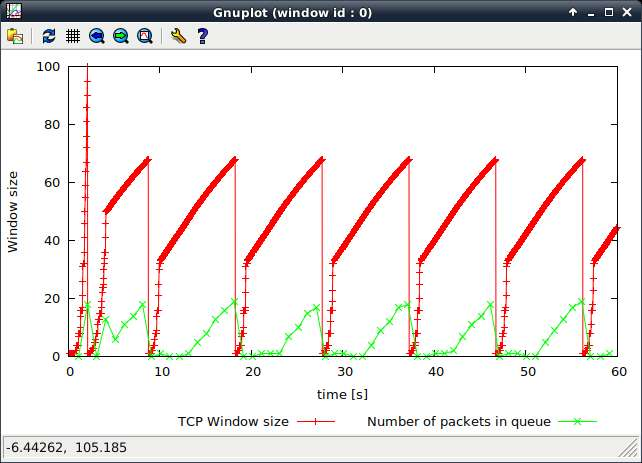 Gnuplot (window id : 0)
?
100
80
60
40
20
0
Window size
0 10 20 30 40 50 60
time [s]
TCP Window size Number of packets in queue
-6.44262, 105.185